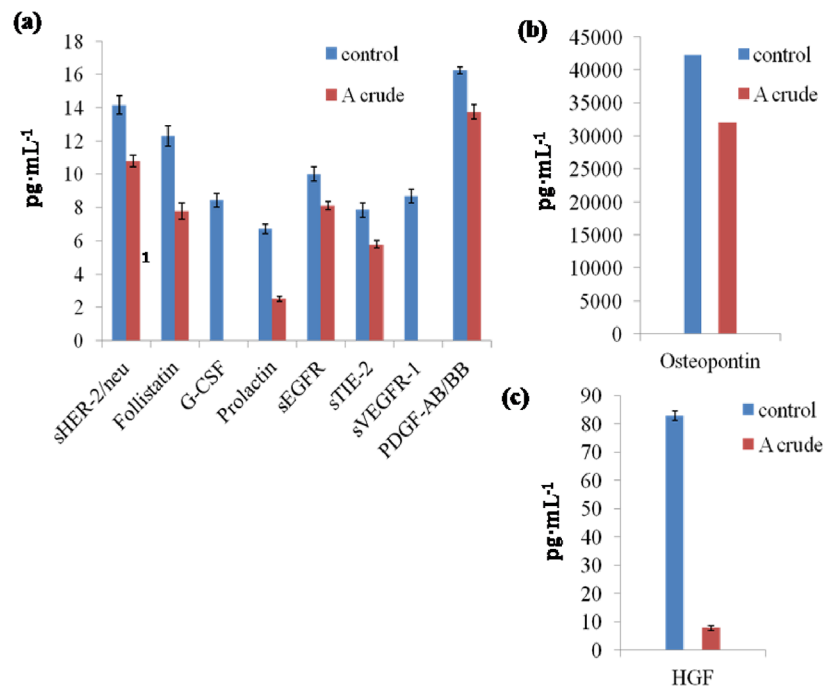 (a)
18
16
14
12
10
8
6
4
2
0
pg·mL-1
control
A crude
1
sHER-2/neu
Follistatin
G-CSF
Prolactin
sEGFR
sTIE-2
sVEGFR-1
PDGF-AB/BB
(b)
45000
40000
35000
30000
25000
20000
15000
10000
5000
0
pg·mL-1
control
A crude
Osteopontin
(c)
90
80
70
60
50
40
30
20
10
0
pg·mL-1
control
A crude
HGF